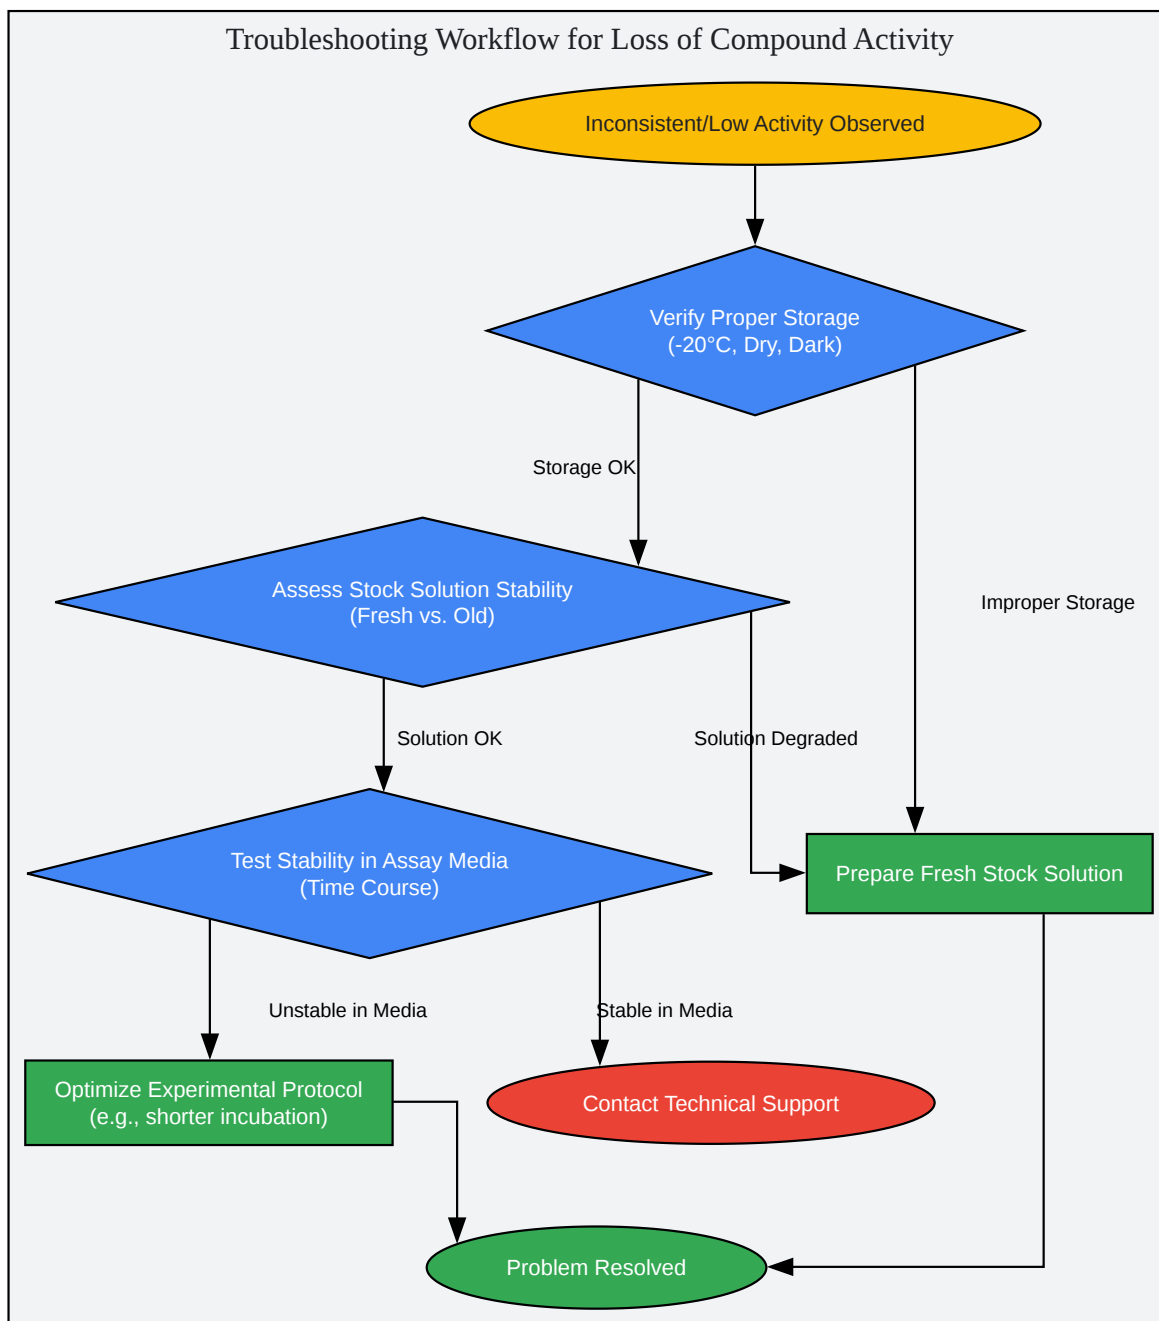 Troubleshooting Workflow for Loss of Compound Activity
Inconsistent/Low Activity Observed
Verify Proper Storage
(-20°C, Dry, Dark)
Storage OK
Assess Stock Solution Stability
(Fresh vs. Old)
Improper Storage
Solution OK
Solution Degraded
Test Stability in Assay Media
(Time Course)
Prepare Fresh Stock Solution
Unstable in Media
Stable in Media
Optimize Experimental Protocol
(e.g., shorter incubation)
Contact Technical Support
Problem Resolved